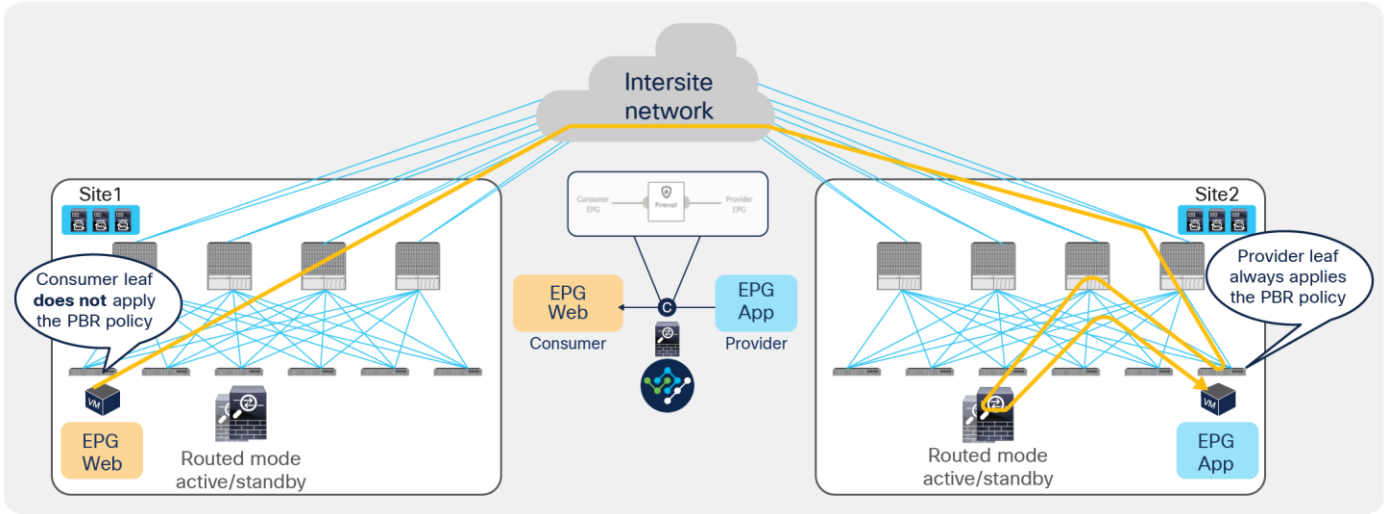 Intersite
network
Site1
Consumer leaf
does not apply
the PBR policy
VM
EPG
Web
Routed mode
active/standby
Consumer
EPG
Firewall
Provider
EPG
EPG
Web
Consumer
C
EPG
App
Provider
Site2
Provider leaf
always applies
the PBR policy
Routed mode
active/standby
VM
EPG
App